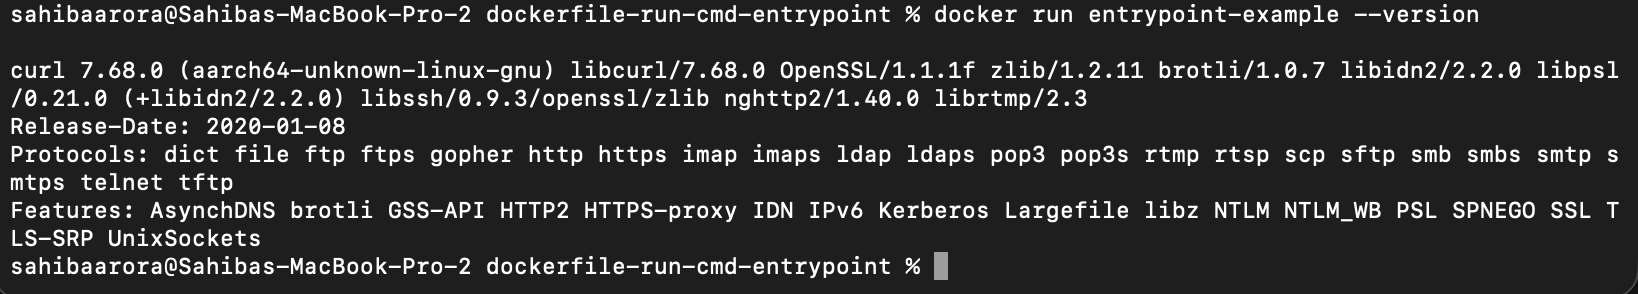 sahibaarora@Sahibas-MacBook-Pro-2 dockerfile-run-cmd-entrypoint % docker run entrypoint-example --version
curl 7.68.0 (aarch64-unknown-linux-gnu) libcurl/7.68.0 OpenSSL/1.1.1f zlib/1.2.11 brotli/1.0.7 libidn2/2.2.0 libpsl
/0.21.0 (+libidn2/2.2.0) libssh/0.9.3/openssl/zlib nghttp2/1.40.0 librtmp/2.3
Release-Date: 2020-01-08
Protocols: dict file ftp ftps gopher http https imap imaps ldap ldaps pop3 pop3s rtmp rtsp scp sftp smb smbs smtp s
mtps telnet tftp
Features: AsynchDNS brotli GSS-API HTTP2 HTTPS-proxy IDN IPv6 Kerberos Largefile libz NTLM NTLM_WB PSL SPNEGO SSL T
LS-SRP UnixSockets
sahibaarora@Sahibas-MacBook-Pro-2 dockerfile-run-cmd-entrypoint %